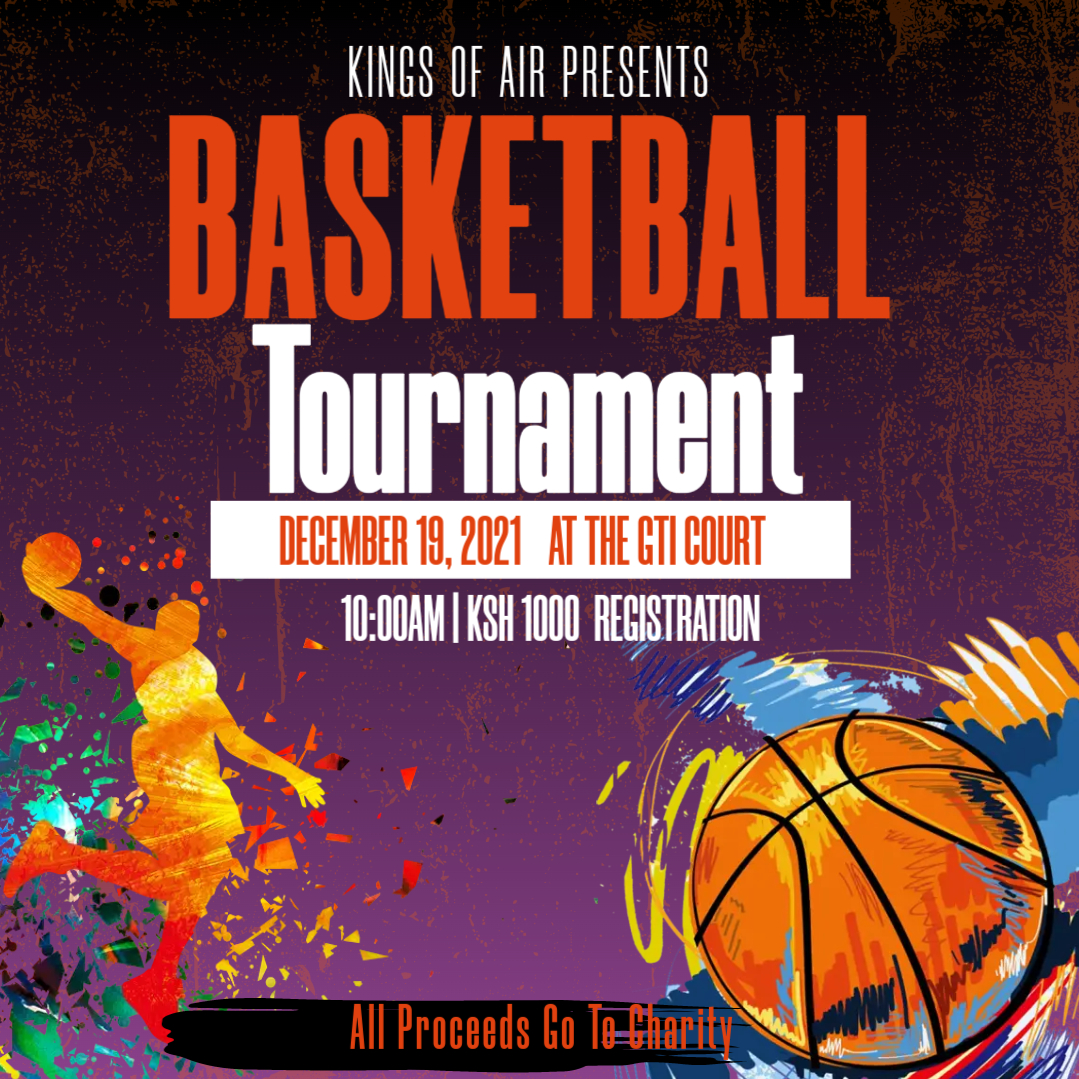 KINGS OF AIR PRESENTS
BASKETBALL
Tournament
DECEMBER 19, 2021 AT THE GTI COURT
10:00AM | KSH 1000 REGISTRATION
All Proceeds Go To Charity